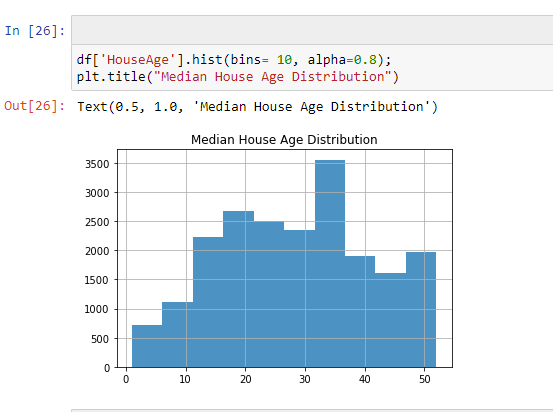 In [26]:
df['HouseAge'].hist(bins= 10, alpha=0.8);
plt.title("Median House Age Distribution")
Out[26]: Text(0.5, 1.0, 'Median House Age Distribution')
Median House Age Distribution
3500
3000
2500
2000
1500
1000
500
0
0 10 20 30 40 50